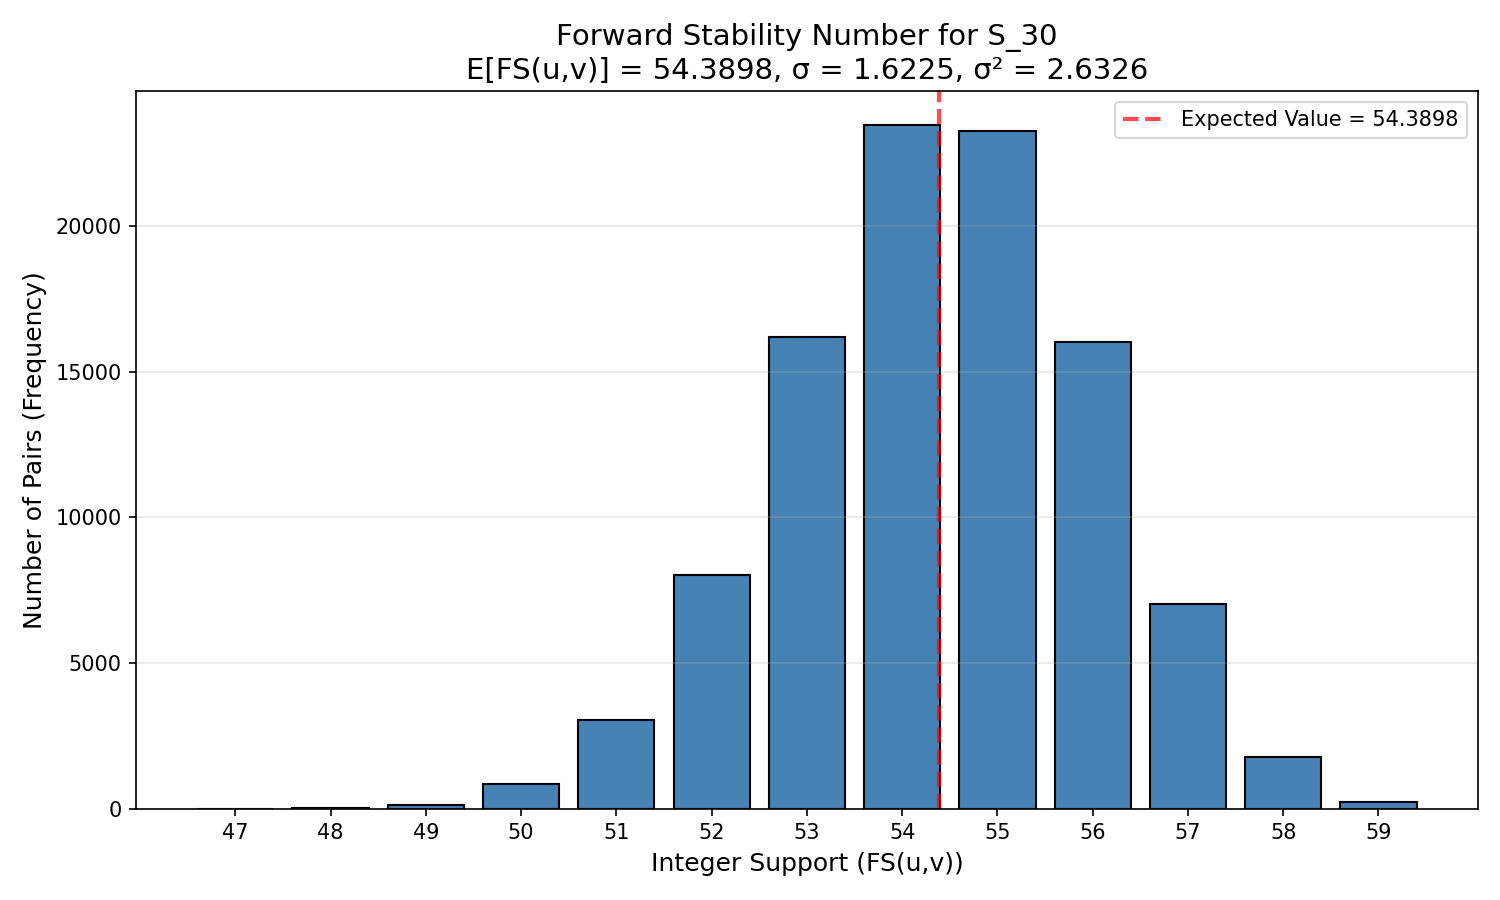 Forward Stability Number for S_30
E[FS(u,v)] = 54.3898, σ = 1.6225, σ² = 2.6326
Expected Value = 54.3898
Number of Pairs (Frequency)
20000
15000
10000
5000
0
47 48 49 50 51 52 53 54 55 56 57 58 59
Integer Support (FS(u,v))